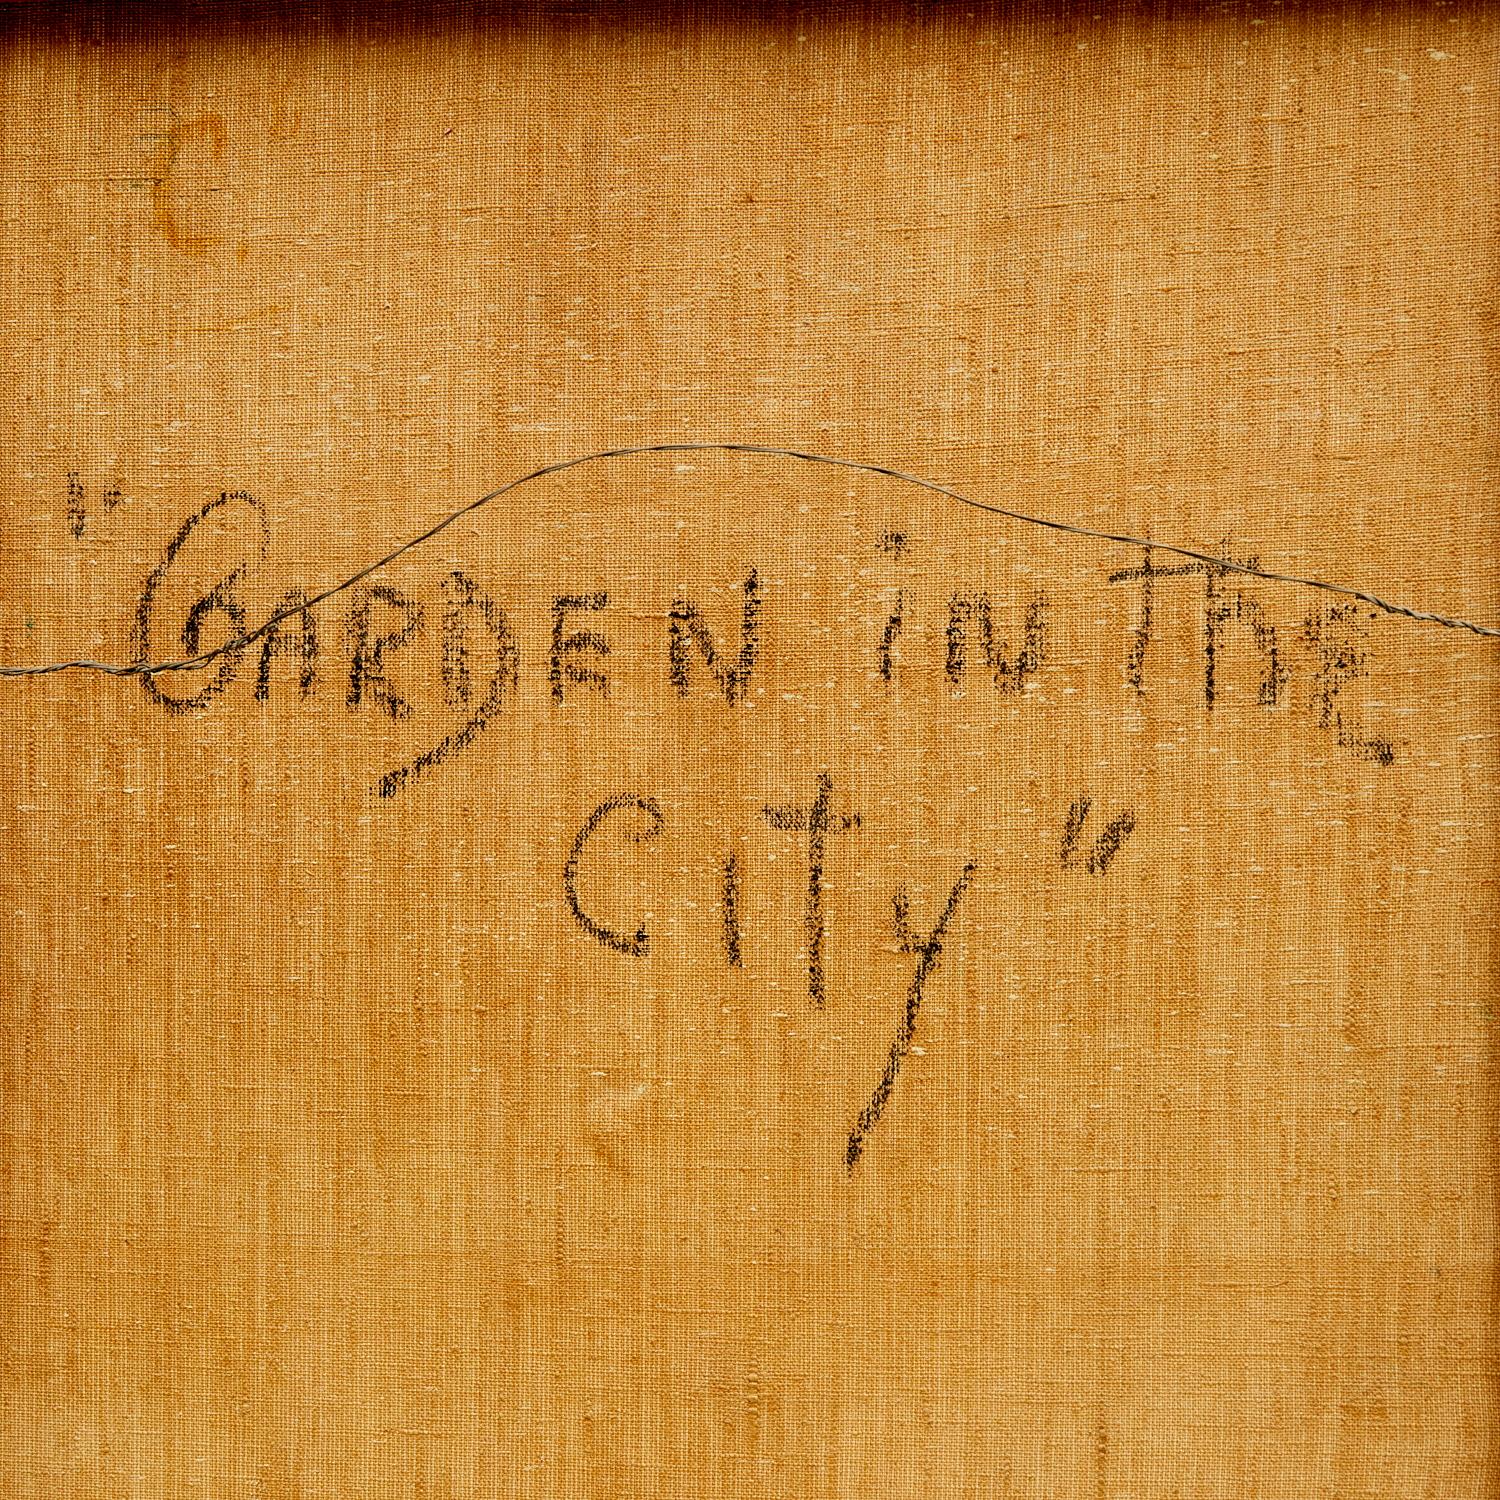 "GARDEN iN THE
CITy"